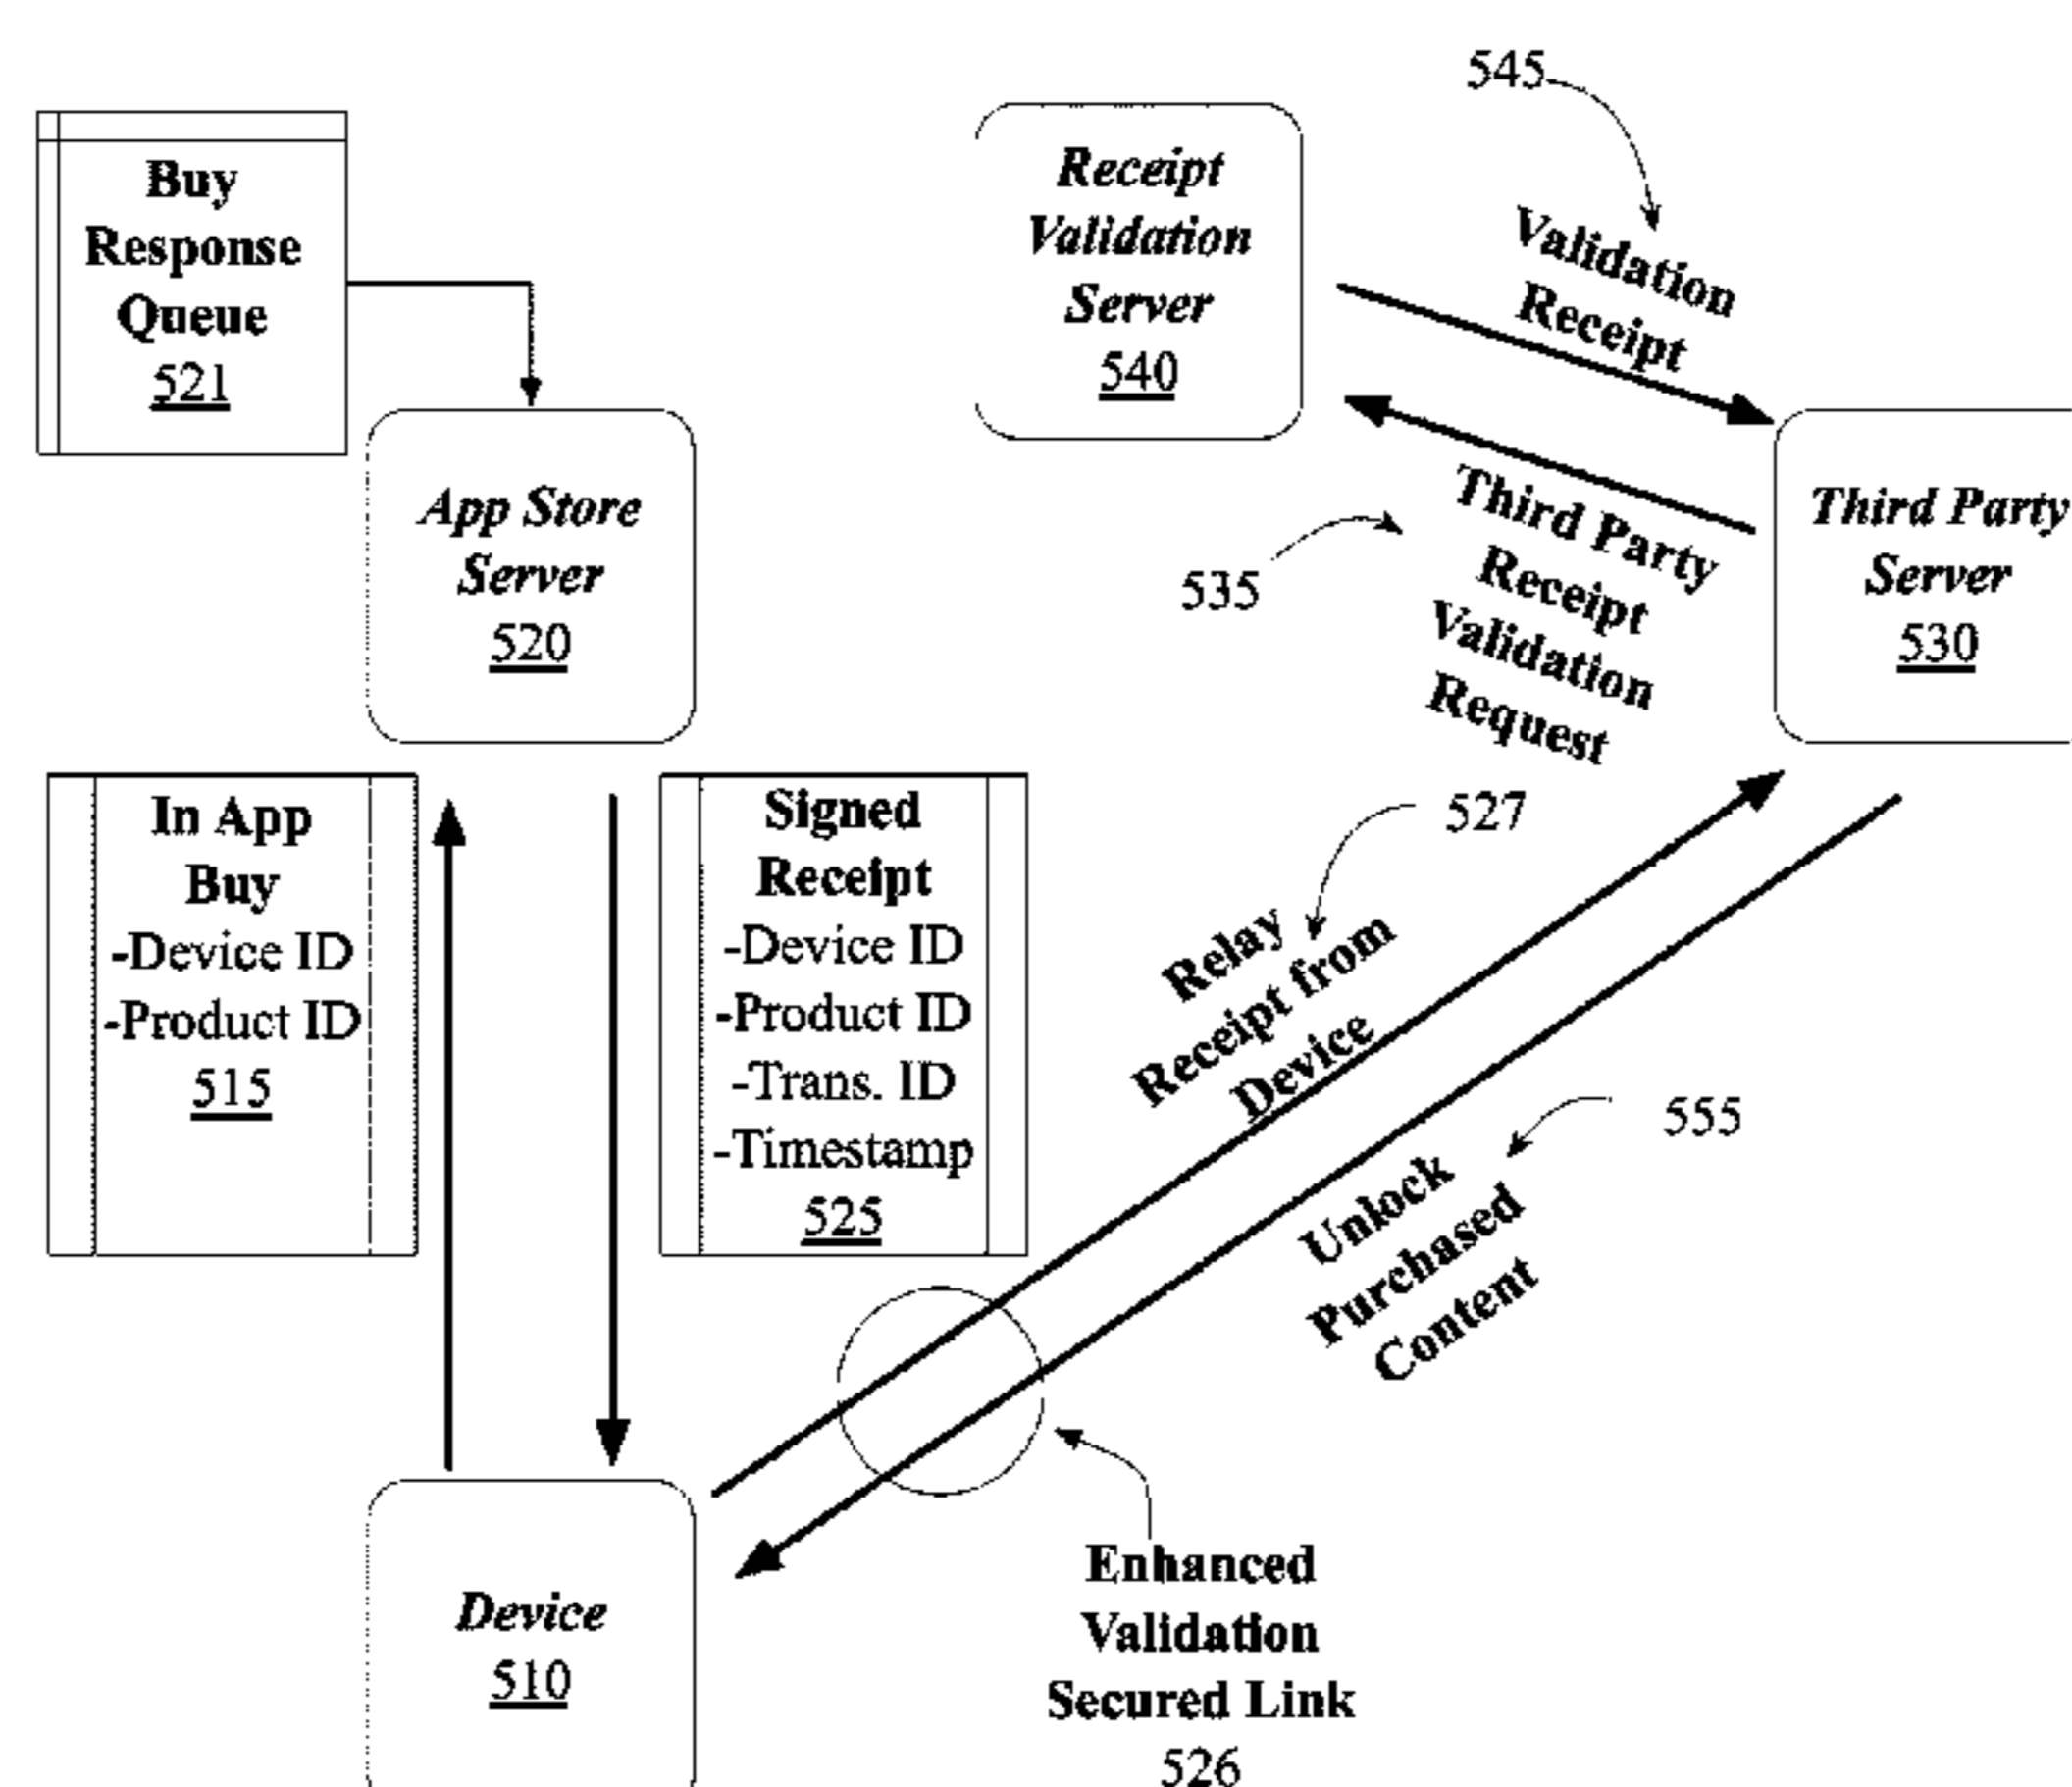 545
Buy
Response
Queue
521
Receipt
Validation
Server
540
Validation
Receipt
App Store
Server
520
535
Third Party
Receipt
Validation
Request
Third Party
Server
530
In App
Buy
-Device ID
-Product ID
515
Signed
Receipt
-Device ID
-Product ID
-Trans. ID
-Timestamp
525
527
Relay
Receipt from
Device
555
Unlock
Purchased
Content
Device
510
Enhanced
Validation
Secured Link
526